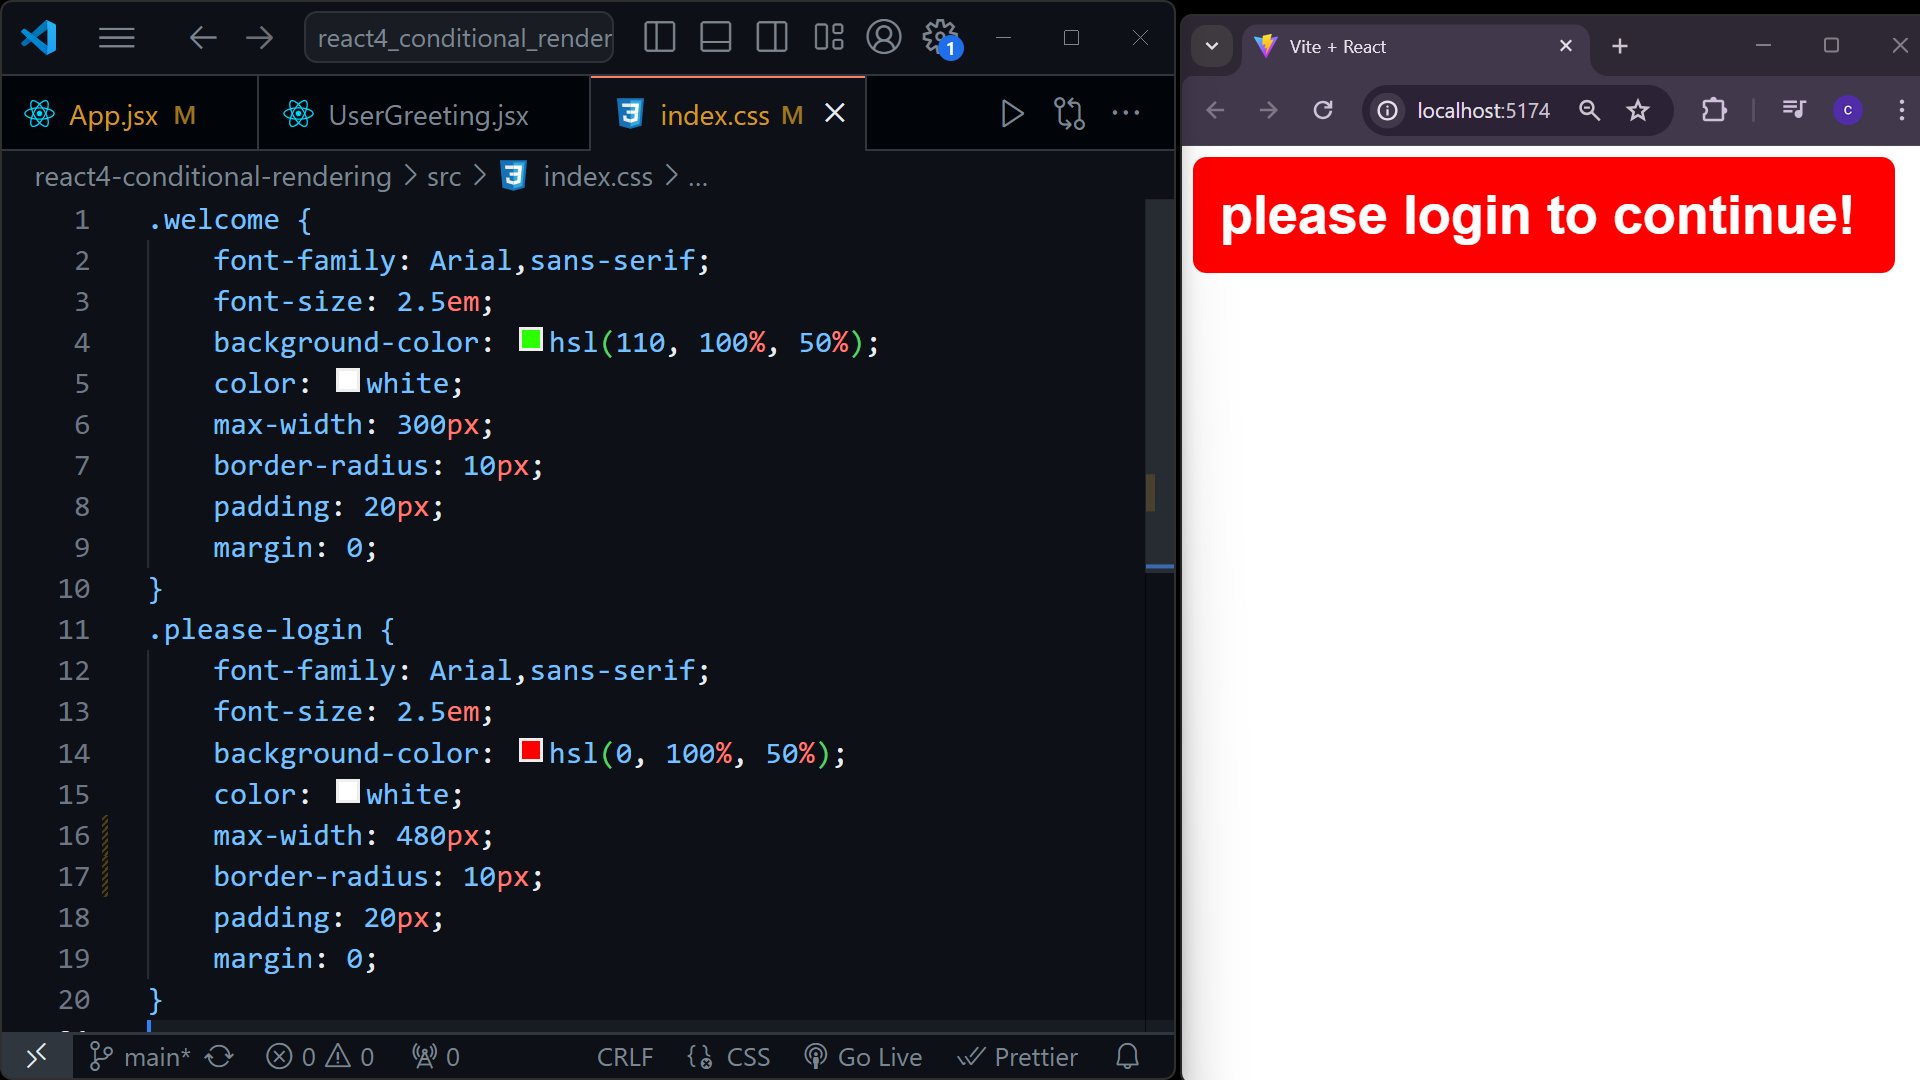 react4_conditional_render
1
App.jsx M
UserGreeting.jsx
index.css M
react4-conditional-rendering > src > index.css > ...
1 .welcome {
2 font-family: Arial,sans-serif;
3 font-size: 2.5em;
4 background-color: hsl(110, 100%, 50%);
5 color: white;
6 max-width: 300px;
7 border-radius: 10px;
8 padding: 20px;
9 margin: 0;
10 }
11 .please-login {
12 font-family: Arial,sans-serif;
13 font-size: 2.5em;
14 background-color: hsl(0, 100%, 50%);
15 color: white;
16 max-width: 480px;
17 border-radius: 10px;
18 padding: 20px;
19 margin: 0;
20 }
main* 0 0 0 CRLF CSS Go Live Prettier
Vite + React
localhost:5174
c
please login to continue!